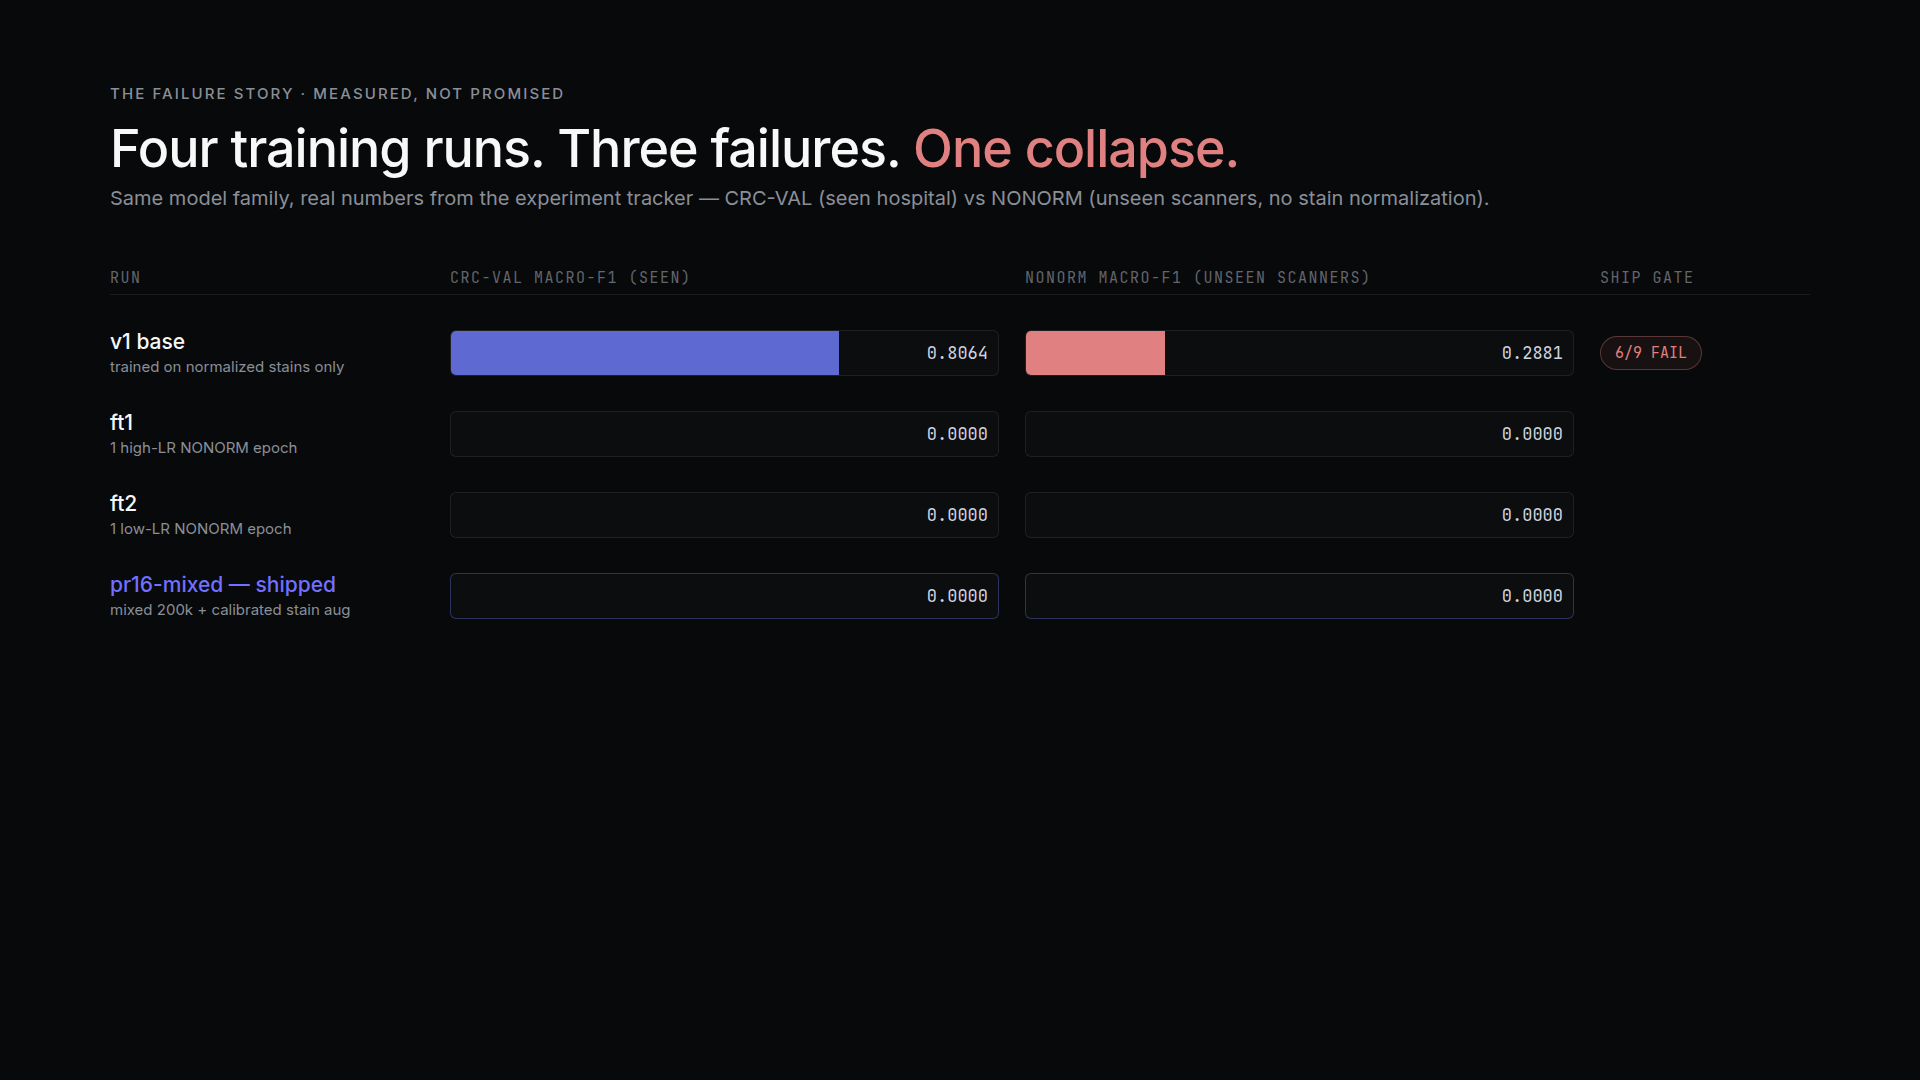 THE FAILURE STORY · MEASURED, NOT PROMISED
Four training runs. Three failures. One collapse.
Same model family, real numbers from the experiment tracker — CRC-VAL (seen hospital) vs NONORM (unseen scanners, no stain normalization).
RUN CRC-VAL MACRO-F1 (SEEN) NONORM MACRO-F1 (UNSEEN SCANNERS) SHIP GATE
v1 base 0.8064 0.2881 6/9 FAIL
trained on normalized stains only
ft1 0.0000 0.0000
1 high-LR NONORM epoch
ft2 0.0000 0.0000
1 low-LR NONORM epoch
pr16-mixed — shipped 0.0000 0.0000
mixed 200k + calibrated stain aug